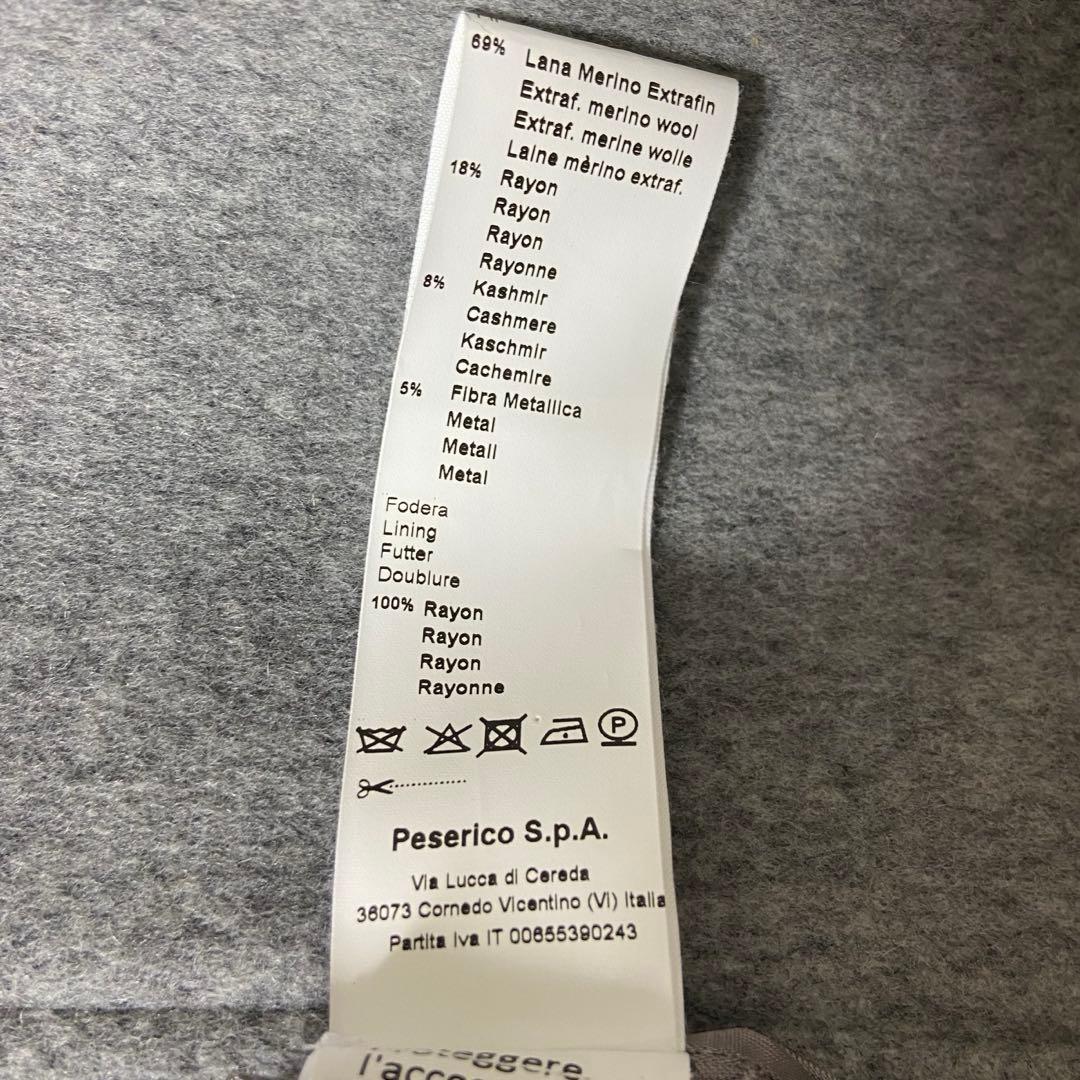 69% Lana Merino Extrafin
Extraf. merino wool
Extraf. merine wolle
Laine mèrino extraf.
18% Rayon
Rayon
Rayon
Rayonne
8% Kashmir
Cashmere
Kaschmir
Cachemire
5% Fibra Metallica
Metal
Metall
Metal
Fodera
Lining
Futter
Doublure
100% Rayon
Rayon
Rayon
Rayonne
P
Peserico S.p.A.
Via Lucca di Cereda
36073 Cornedo Vicentino (VI) Italia
Partita Iva IT 00655390243